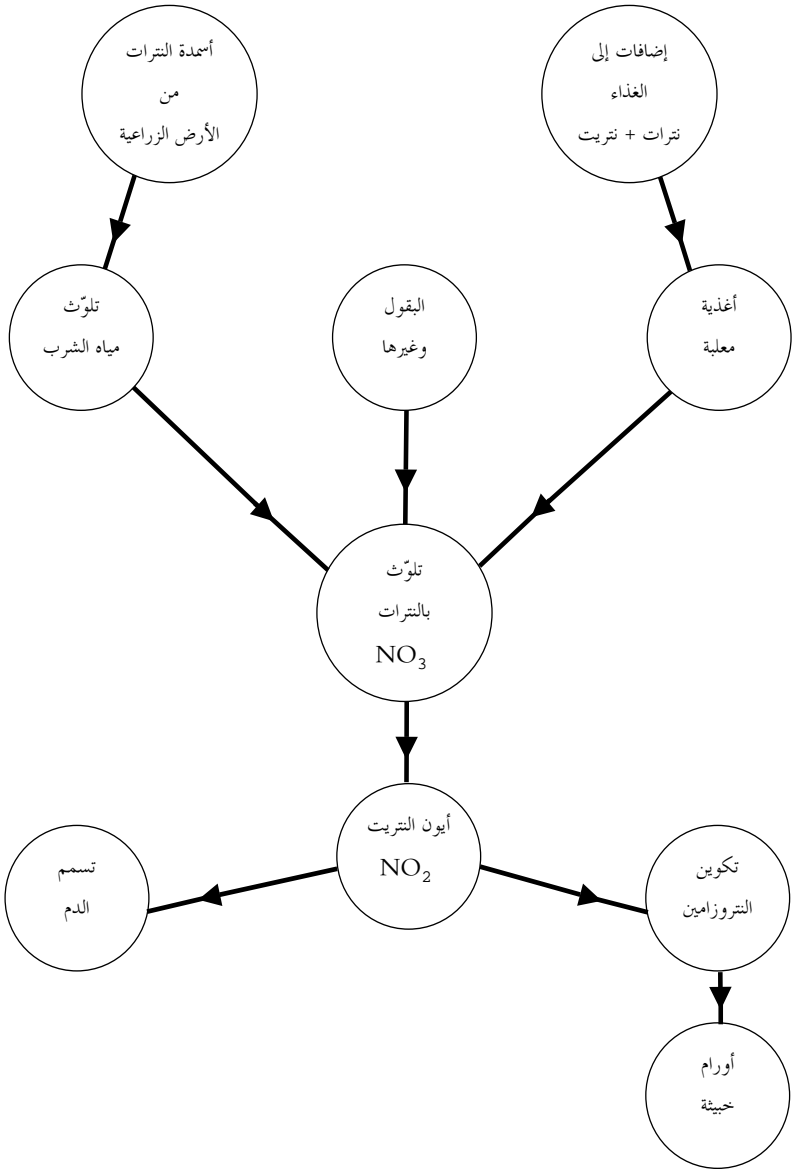 إضافات إلى
الغذاء
نترات + نتريت
أسمدة النترات
من
الأرض الزراعية
أغذية
معلبة
البقول
وغيرها
تلوّث
مياه الشرب
تلوّث
بالنترات
NO₃
أيون النتريت
NO₂
تكوين
النتروزامين
تسمم
الدم
أورام
خبيثة